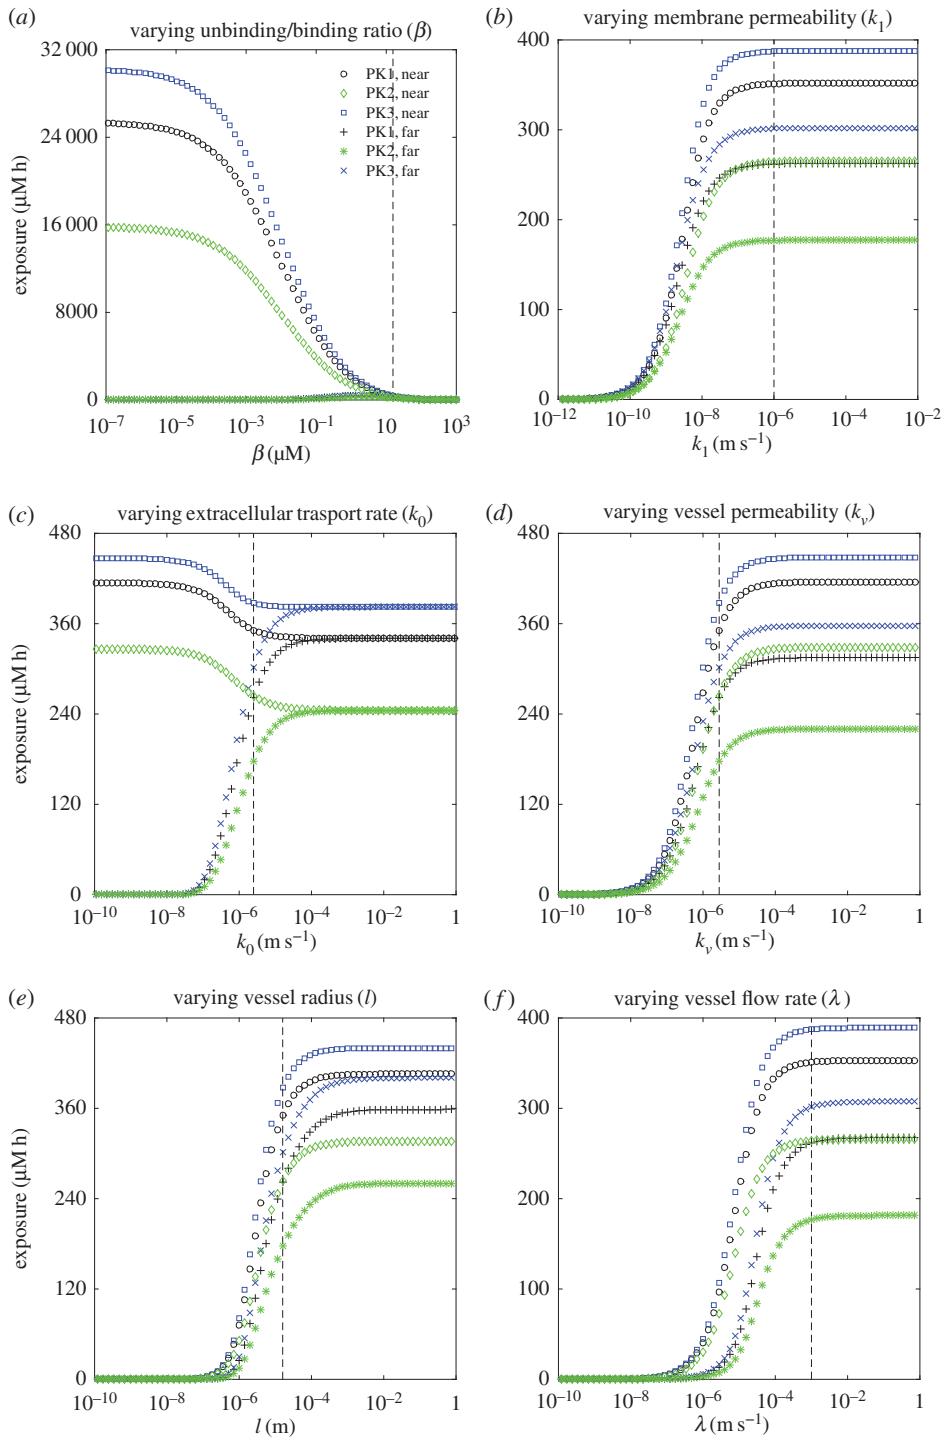 (a)
varying unbinding/binding ratio (β)
32 000
24 000
16 000
8000
0
exposure (μM h)
PK1, near
PK2, near
PK3, near
PK1, far
PK2, far
PK3, far
10⁻⁷ 10⁻⁵ 10⁻³ 10⁻¹ 10¹ 10³
β (μM)
(b)
varying membrane permeability (k₁)
400
300
200
100
0
10⁻¹² 10⁻¹⁰ 10⁻⁸ 10⁻⁶ 10⁻⁴ 10⁻²
k₁ (m s⁻¹)
(c)
varying extracellular trasport rate (k₀)
480
360
240
120
0
exposure (μM h)
10⁻¹⁰ 10⁻⁸ 10⁻⁶ 10⁻⁴ 10⁻² 1
k₀ (m s⁻¹)
(d)
varying vessel permeability (kᵥ)
480
360
240
120
0
10⁻¹⁰ 10⁻⁸ 10⁻⁶ 10⁻⁴ 10⁻² 1
kᵥ (m s⁻¹)
(e)
varying vessel radius (l)
480
360
240
120
0
exposure (μM h)
10⁻¹⁰ 10⁻⁸ 10⁻⁶ 10⁻⁴ 10⁻² 1
l (m)
(f)
varying vessel flow rate (λ)
400
300
200
100
0
10⁻¹⁰ 10⁻⁸ 10⁻⁶ 10⁻⁴ 10⁻² 1
λ (m s⁻¹)